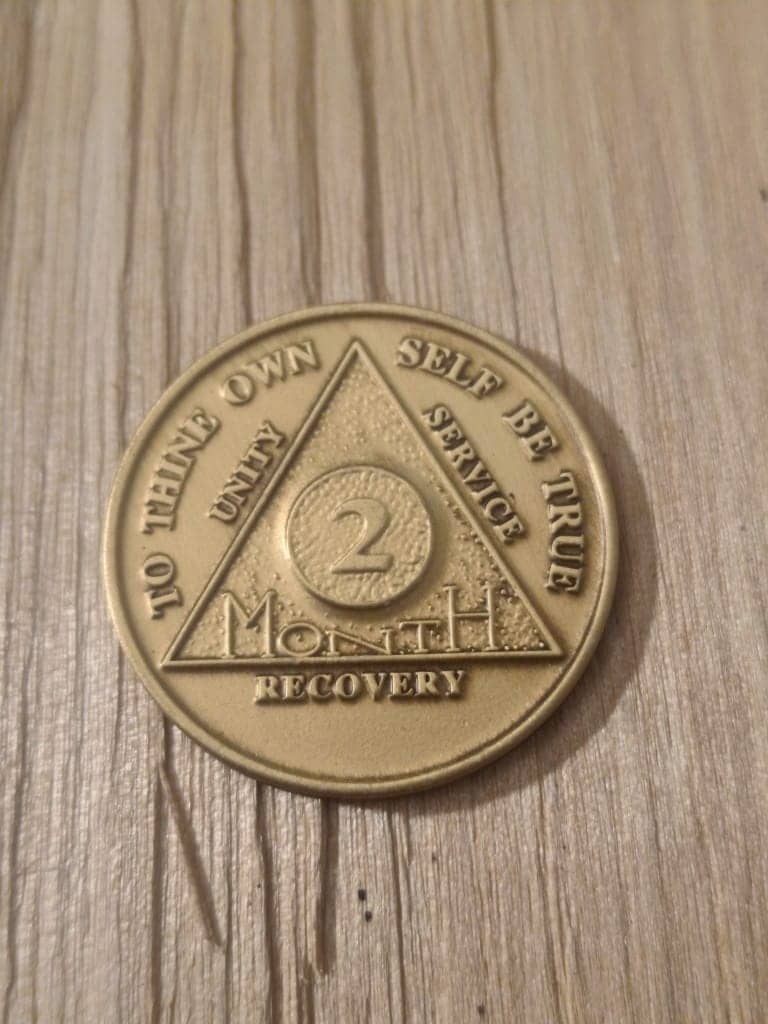 TO THINE OWN SELF BE TRUE
UNITY
SERVICE
2
MONTH
RECOVERY